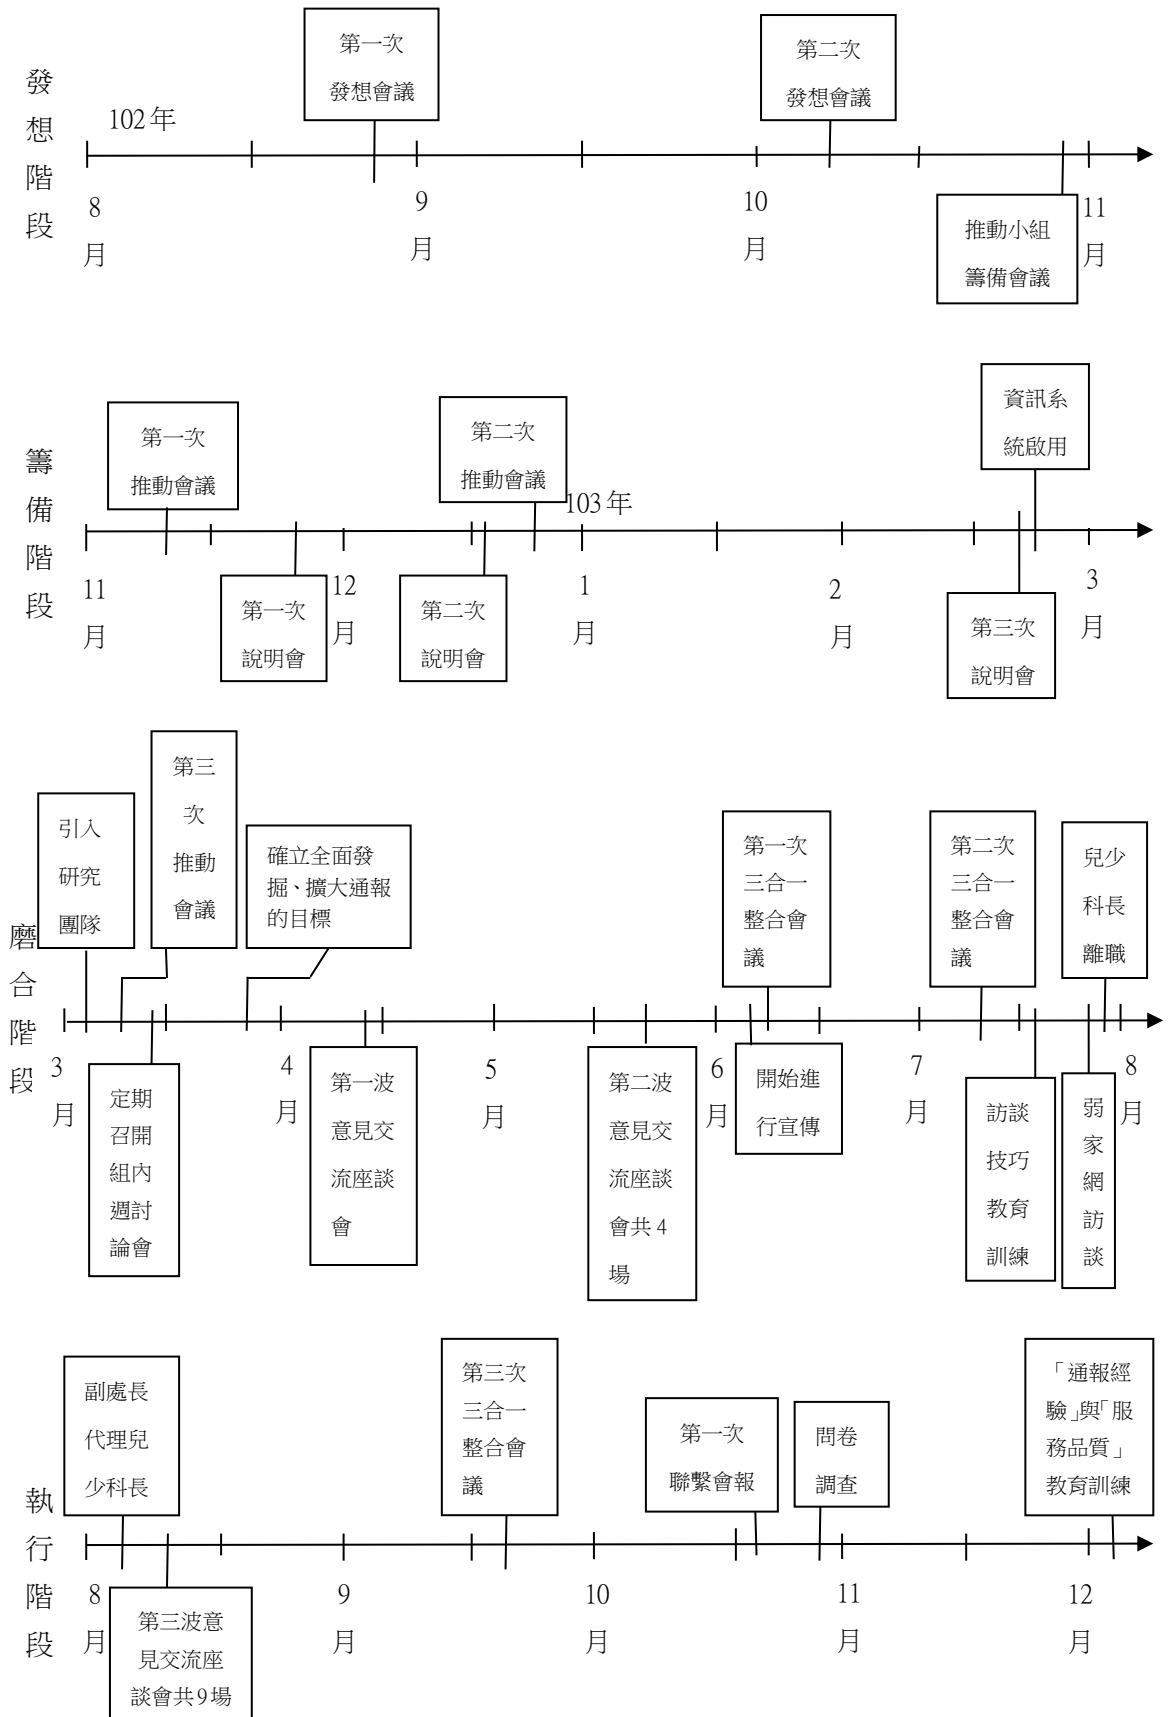 發想階段
第一次
發想會議
第二次
發想會議
102年
8月
9月
10月
11月
推動小組
籌備會議
籌備階段
第一次
推動會議
第二次
推動會議
資訊系
統啟用
103年
11月
12月
1月
2月
3月
第一次
說明會
第二次
說明會
第三次
說明會
磨合階段
引入
研究
團隊
第三
次
推動
會議
確立全面發
掘、擴大通報
的目標
第一次
三合一
整合會
議
第二次
三合一
整合會
議
兒少
科長
離職
3月
4月
5月
6月
7月
8月
定期
召開
組內
週討
論會
第一波
意見交
流座談
會
第二波
意見交
流座談
會共4
場
開始進
行宣傳
訪談
技巧
教育
訓練
弱家網訪談
執行階段
副處長
代理兒
少科長
第三次
三合一
整合會
議
第一次
聯繫會報
問卷
調查
「通報經
驗」與「服
務品質」
教育訓練
8月
9月
10月
11月
12月
第三波意
見交流座
談會共9場